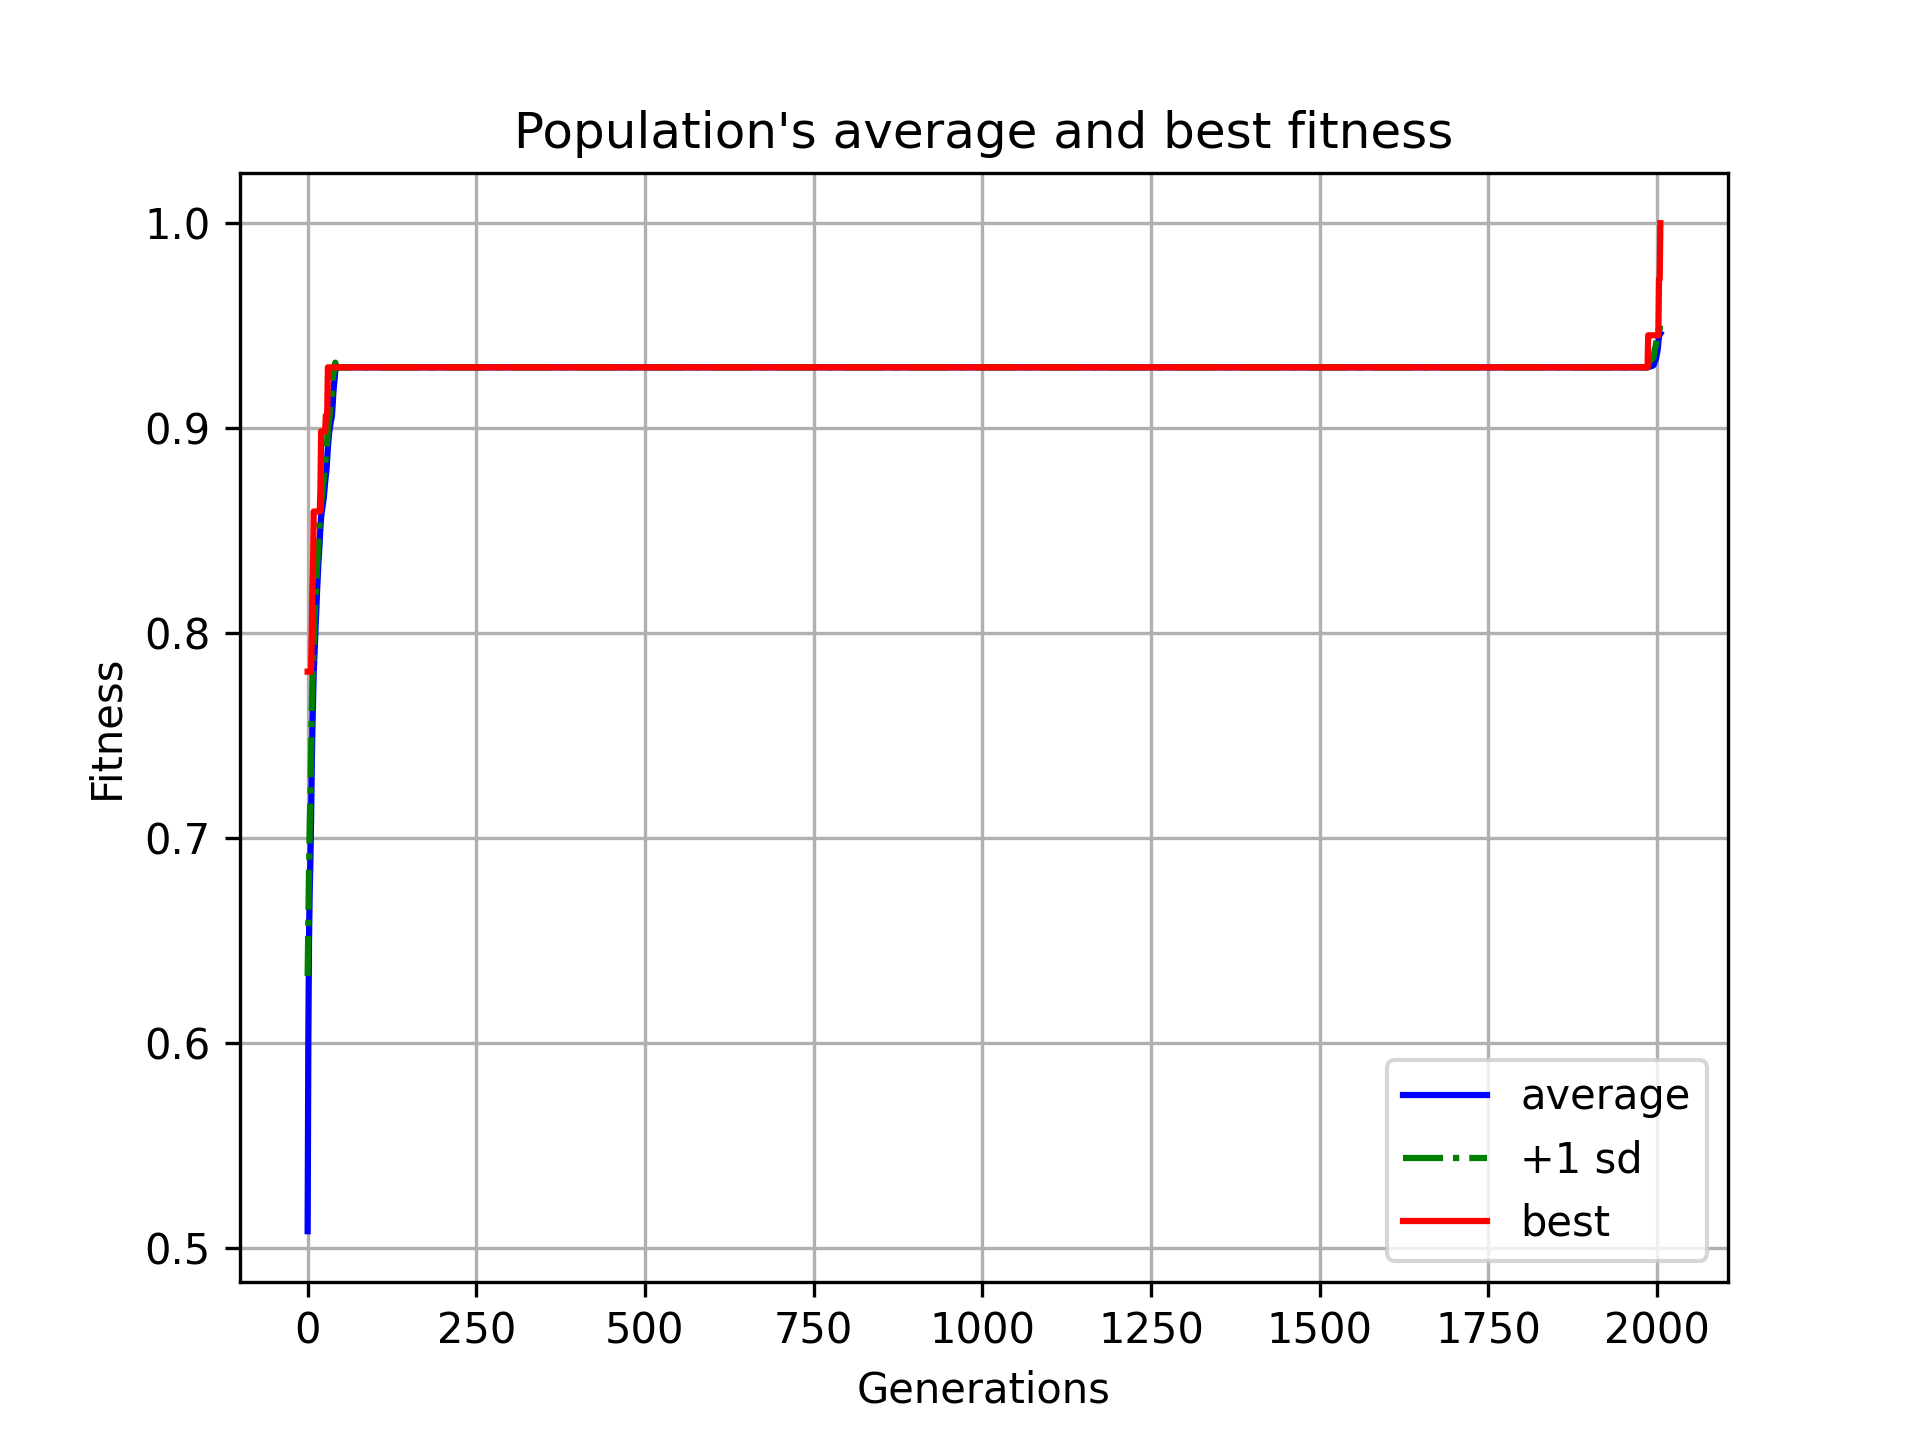 Population's average and best fitness
1.0
0.9
0.8
0.7
0.6
0.5
Fitness
0 250 500 750 1000 1250 1500 1750 2000
Generations
average
+1 sd
best